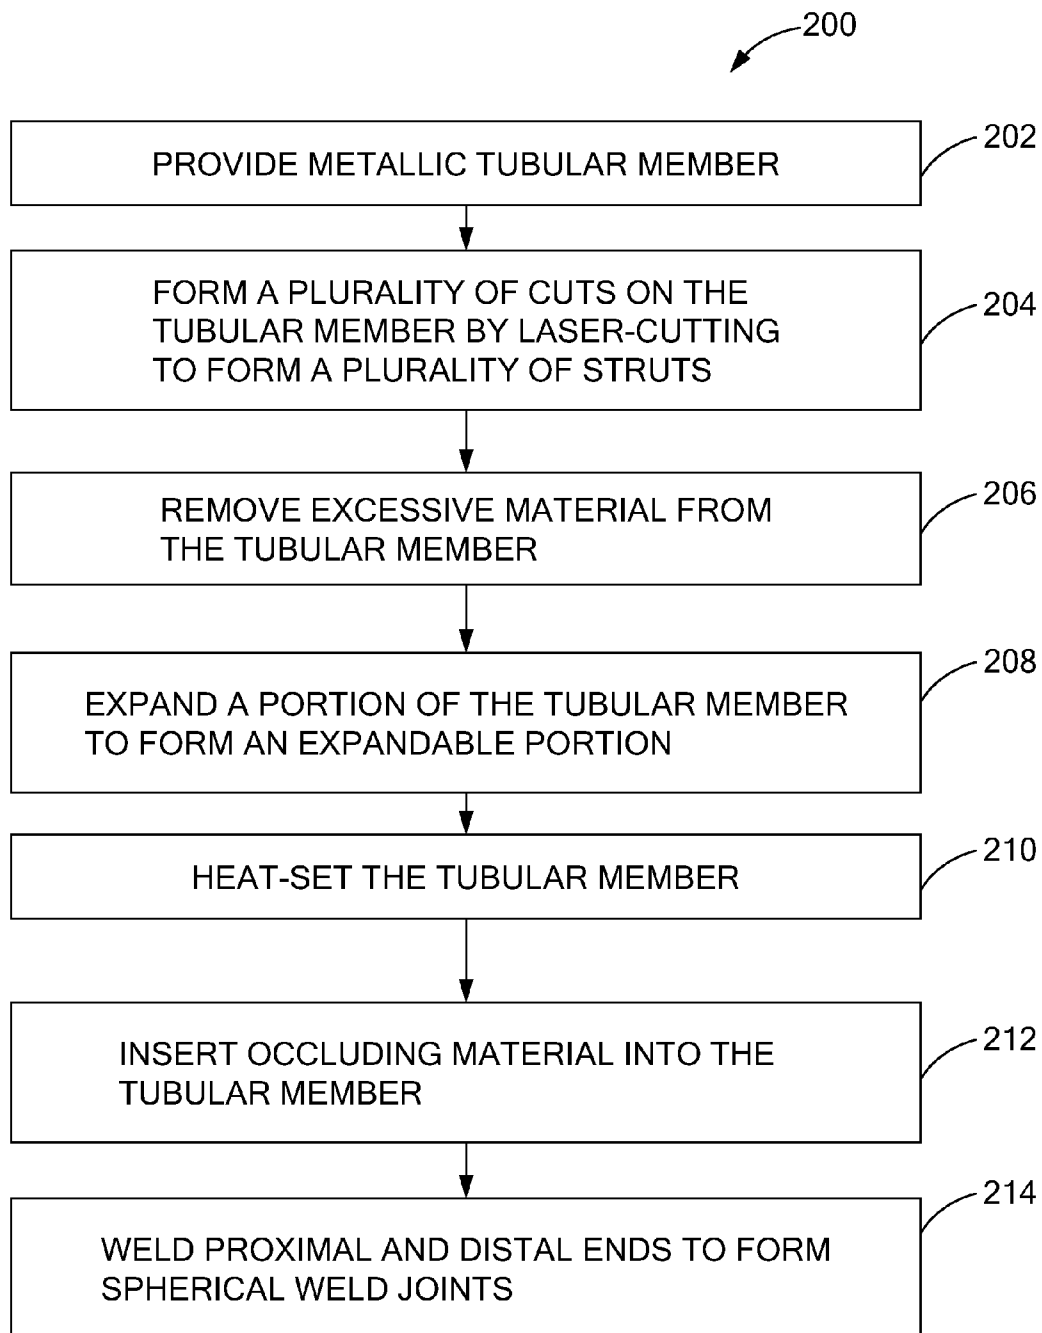 200
202
PROVIDE METALLIC TUBULAR MEMBER
FORM A PLURALITY OF CUTS ON THE
TUBULAR MEMBER BY LASER-CUTTING
TO FORM A PLURALITY OF STRUTS
204
206
REMOVE EXCESSIVE MATERIAL FROM
THE TUBULAR MEMBER
208
EXPAND A PORTION OF THE TUBULAR MEMBER
TO FORM AN EXPANDABLE PORTION
210
HEAT-SET THE TUBULAR MEMBER
212
INSERT OCCLUDING MATERIAL INTO THE
TUBULAR MEMBER
214
WELD PROXIMAL AND DISTAL ENDS TO FORM
SPHERICAL WELD JOINTS